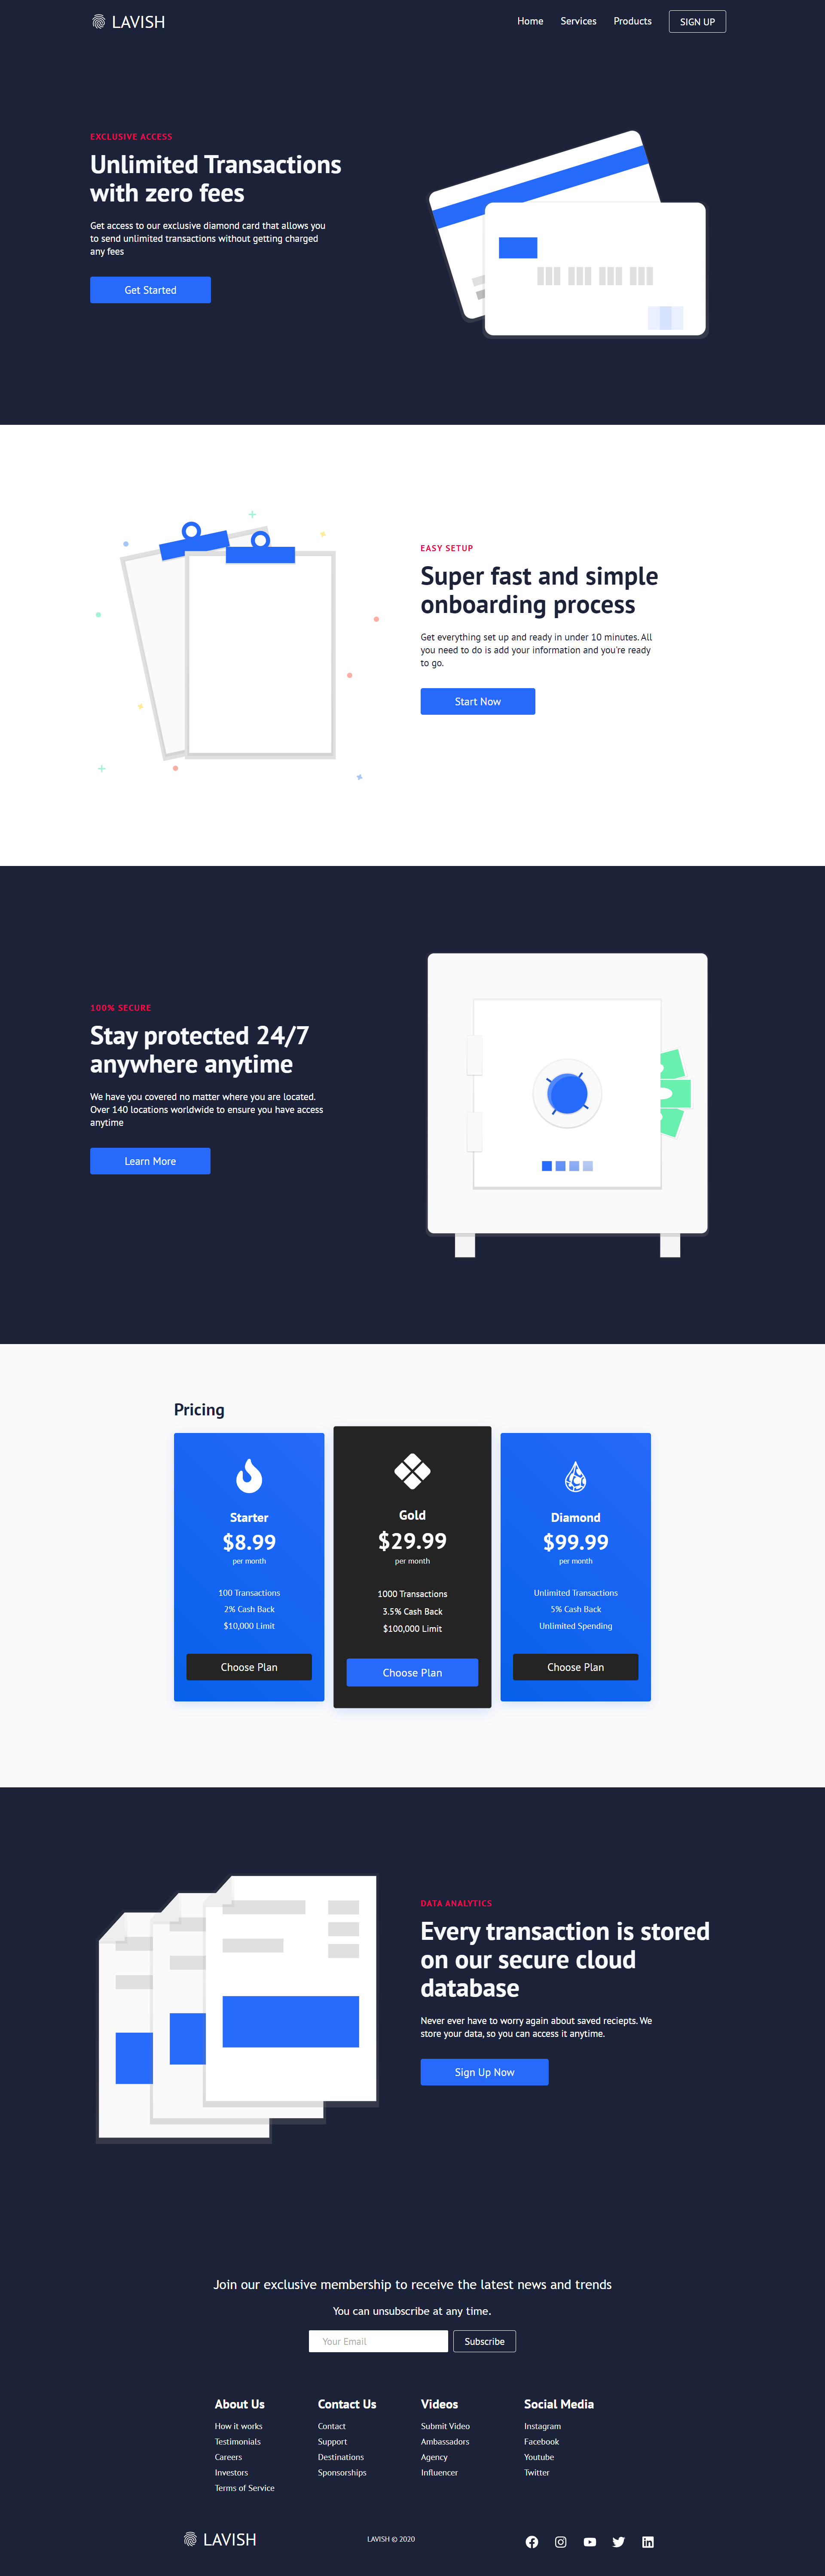 LAVISH
Home Services Products SIGN UP
EXCLUSIVE ACCESS
Unlimited Transactions
with zero fees
Get access to our exclusive diamond card that allows you
to send unlimited transactions without getting charged
any fees
Get Started
EASY SETUP
Super fast and simple
onboarding process
Get everything set up and ready in under 10 minutes. All
you need to do is add your information and you're ready
to go.
Start Now
100% SECURE
Stay protected 24/7
anywhere anytime
We have you covered no matter where you are located.
Over 140 locations worldwide to ensure you have access
anytime
Learn More
Pricing
Starter
$8.99
per month
100 Transactions
2% Cash Back
$10,000 Limit
Choose Plan
Gold
$29.99
per month
1000 Transactions
3.5% Cash Back
$100,000 Limit
Choose Plan
Diamond
$99.99
per month
Unlimited Transactions
5% Cash Back
Unlimited Spending
Choose Plan
DATA ANALYTICS
Every transaction is stored
on our secure cloud
database
Never ever have to worry again about saved reciepts. We
store your data, so you can access it anytime.
Sign Up Now
Join our exclusive membership to receive the latest news and trends
You can unsubscribe at any time.
Your Email Subscribe
About Us
How it works
Testimonials
Careers
Investors
Terms of Service
Contact Us
Contact
Support
Destinations
Sponsorships
Videos
Submit Video
Ambassadors
Agency
Influencer
Social Media
Instagram
Facebook
Youtube
Twitter
LAVISH
LAVISH © 2020